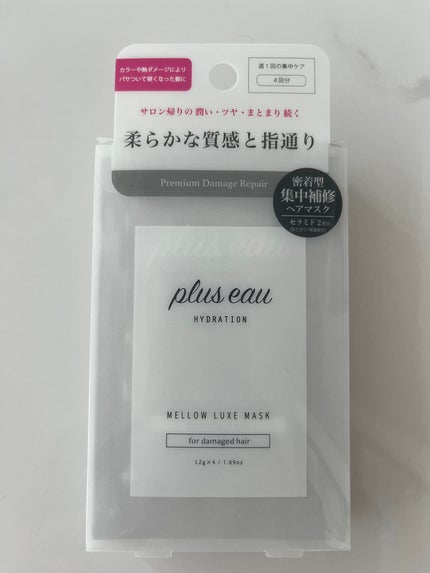 カラーや熱ダメージにより
パサついて硬くなった髪に
週1回の集中ケア
4回分
サロン帰りの潤い・ツヤ・まとまり続く
柔らかな質感と指通り
Premium Damage Repair
密着型
集中補修
ヘアマスク
セラミド2配合
plus eau
plus eau
HYDRATION
MELLOW LUXE MASK
for damaged hair
12g×4 / 1.69oz